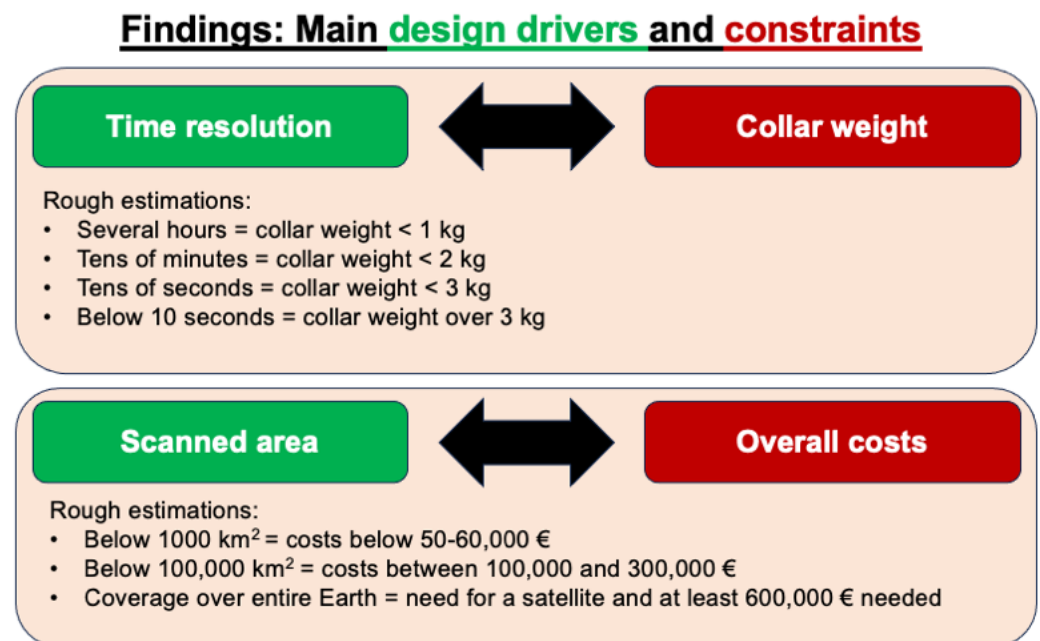 Findings: Main design drivers and constraints
Time resolution
Collar weight
Rough estimations:
• Several hours = collar weight < 1 kg
• Tens of minutes = collar weight < 2 kg
• Tens of seconds = collar weight < 3 kg
• Below 10 seconds = collar weight over 3 kg
Scanned area
Overall costs
Rough estimations:
• Below 1000 km² = costs below 50-60,000 €
• Below 100,000 km² = costs between 100,000 and 300,000 €
• Coverage over entire Earth = need for a satellite and at least 600,000 € needed